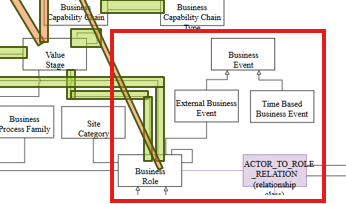 Business
Capability Chain
Business
Capability Chain
Type
Value
Stage
Business
Event
External Business
Event
Time Based
Business Event
Business
Process Family
Site
Category
Business
Role
ACTOR_TO_ROLE
_RELATION
(relationship
class)